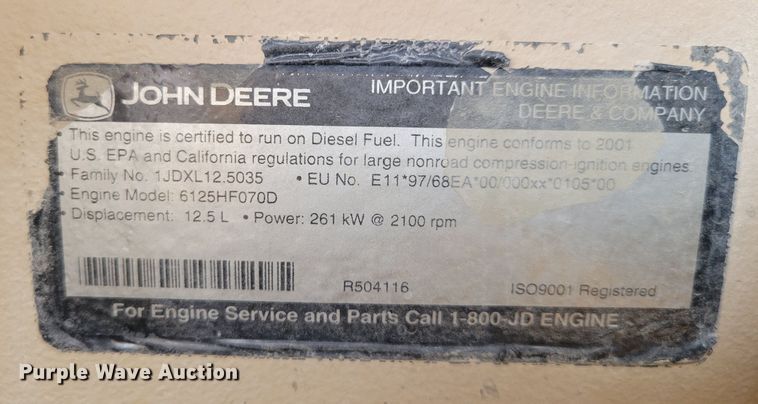 JOHN DEERE
IMPORTANT ENGINE INFORMATION
DEERE & COMPANY
• This engine is certified to run on Diesel Fuel. This engine conforms to 2001
U.S. EPA and California regulations for large nonroad compression-ignition engines
• Family No. 1JDXL12.5035 • EU No. E11*97/68EA*00/000xx*0105*00
• Engine Model: 6125HF070D
• Displacement: 12.5 L • Power: 261 kW @ 2100 rpm
R504116
ISO9001 Registered
For Engine Service and Parts Call 1-800-JD ENGINE
Purple Wave Auction